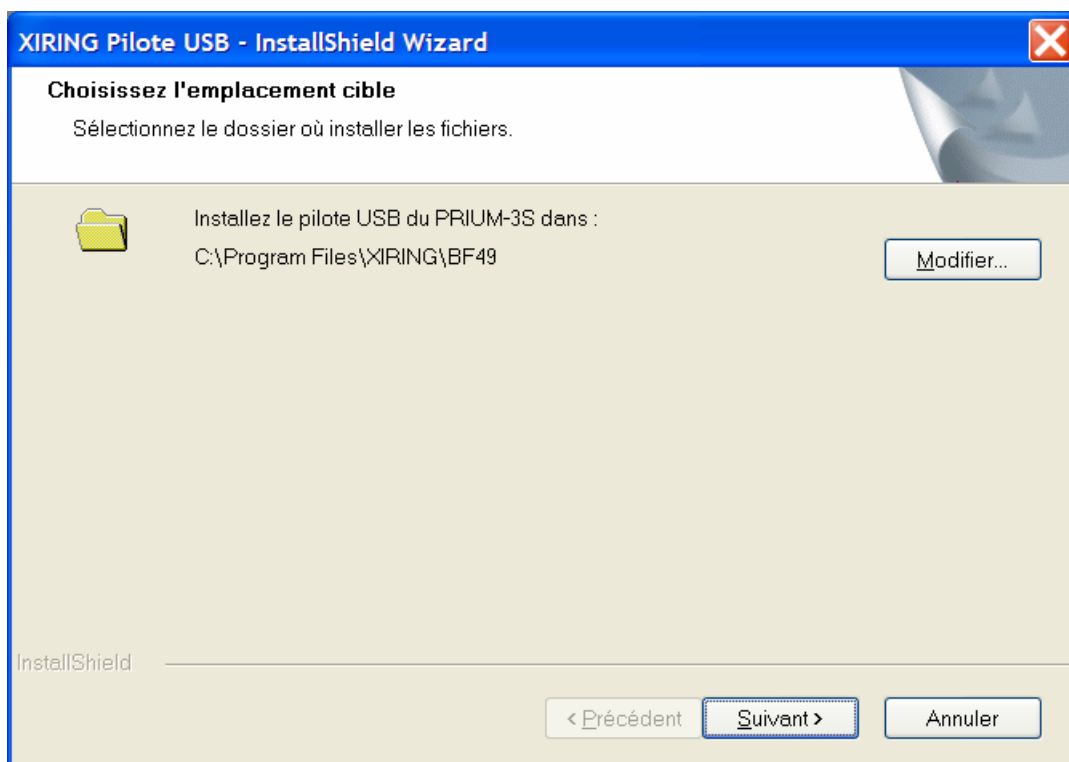 XIRING Pilote USB - InstallShield Wizard
Choisissez l'emplacement cible
Sélectionnez le dossier où installer les fichiers.
Installez le pilote USB du PRIUM-3S dans :
C:\Program Files\XIRING\BF49
Modifier...
InstallShield
< Précédent
Suivant >
Annuler